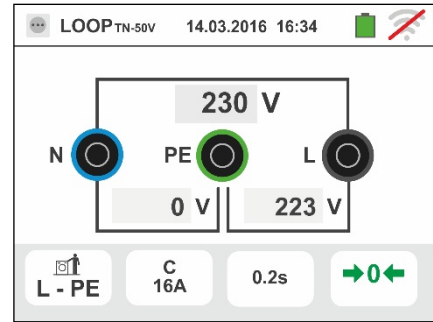 LOOP TN-50V 14.03.2016 16:34
230 V
N PE L
0 V 223 V
L - PE C 16A 0.2s →0←